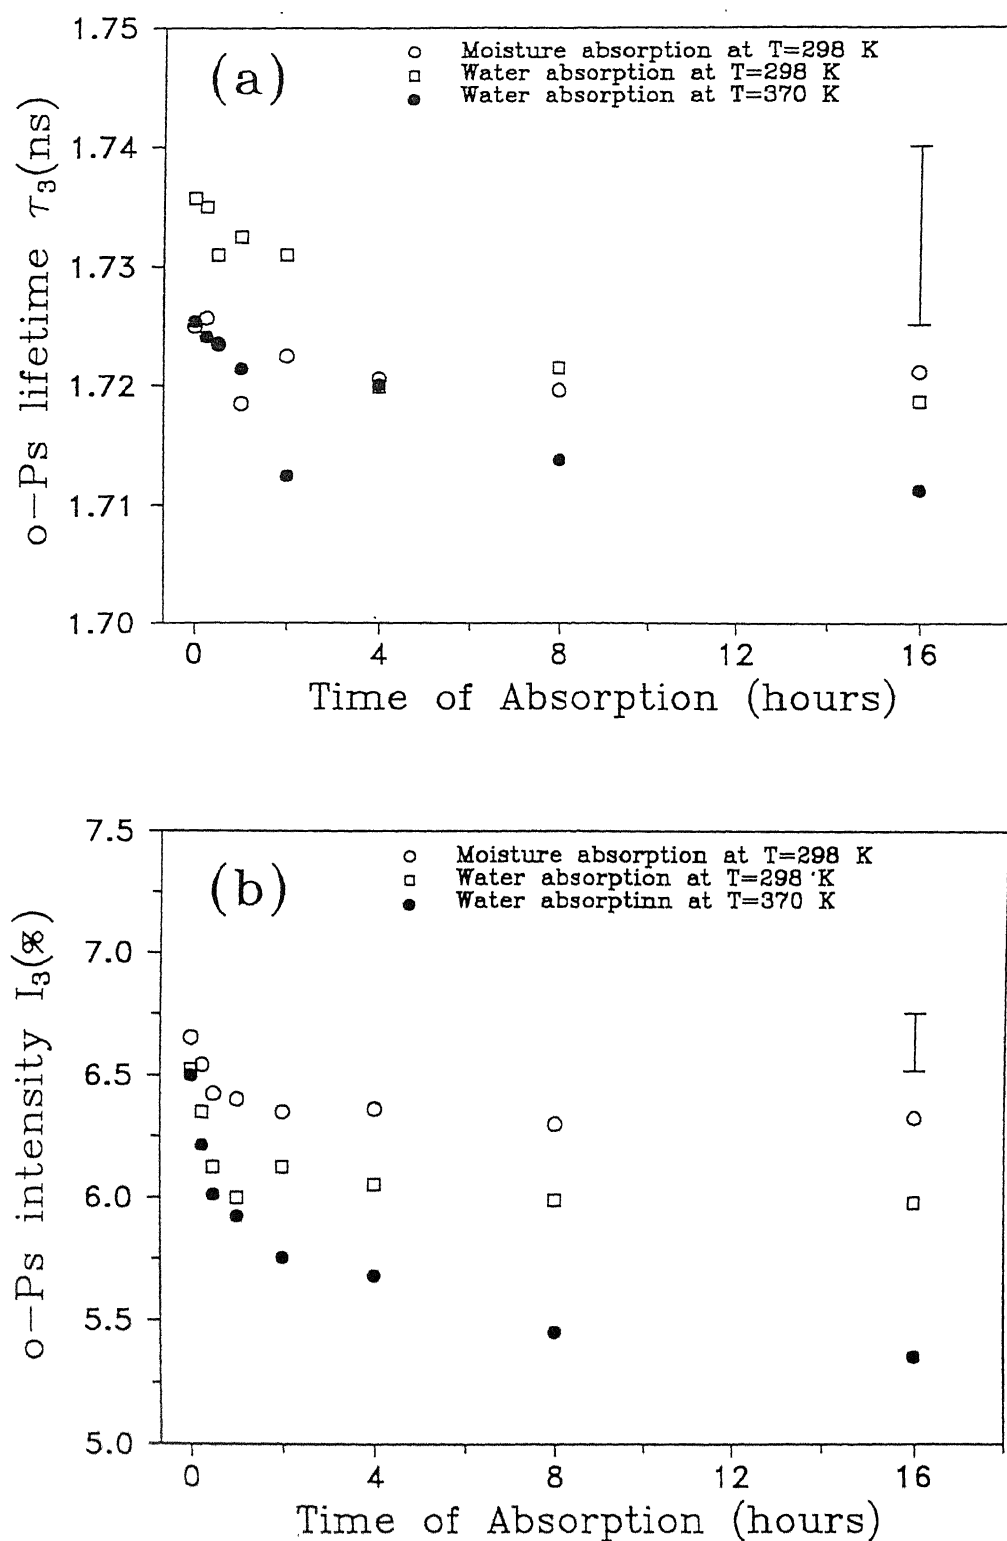 1.75
1.74
1.73
1.72
1.71
1.70
o-Ps lifetime τ₃(ns)
(a)
○ Moisture absorption at T=298 K
□ Water absorption at T=298 K
● Water absorption at T=370 K
0 4 8 12 16
Time of Absorption (hours)
7.5
7.0
6.5
6.0
5.5
5.0
o-Ps intensity I₃(%)
(b)
○ Moisture absorption at T=298 K
□ Water absorption at T=298 K
● Water absorptinn at T=370 K
0 4 8 12 16
Time of Absorption (hours)